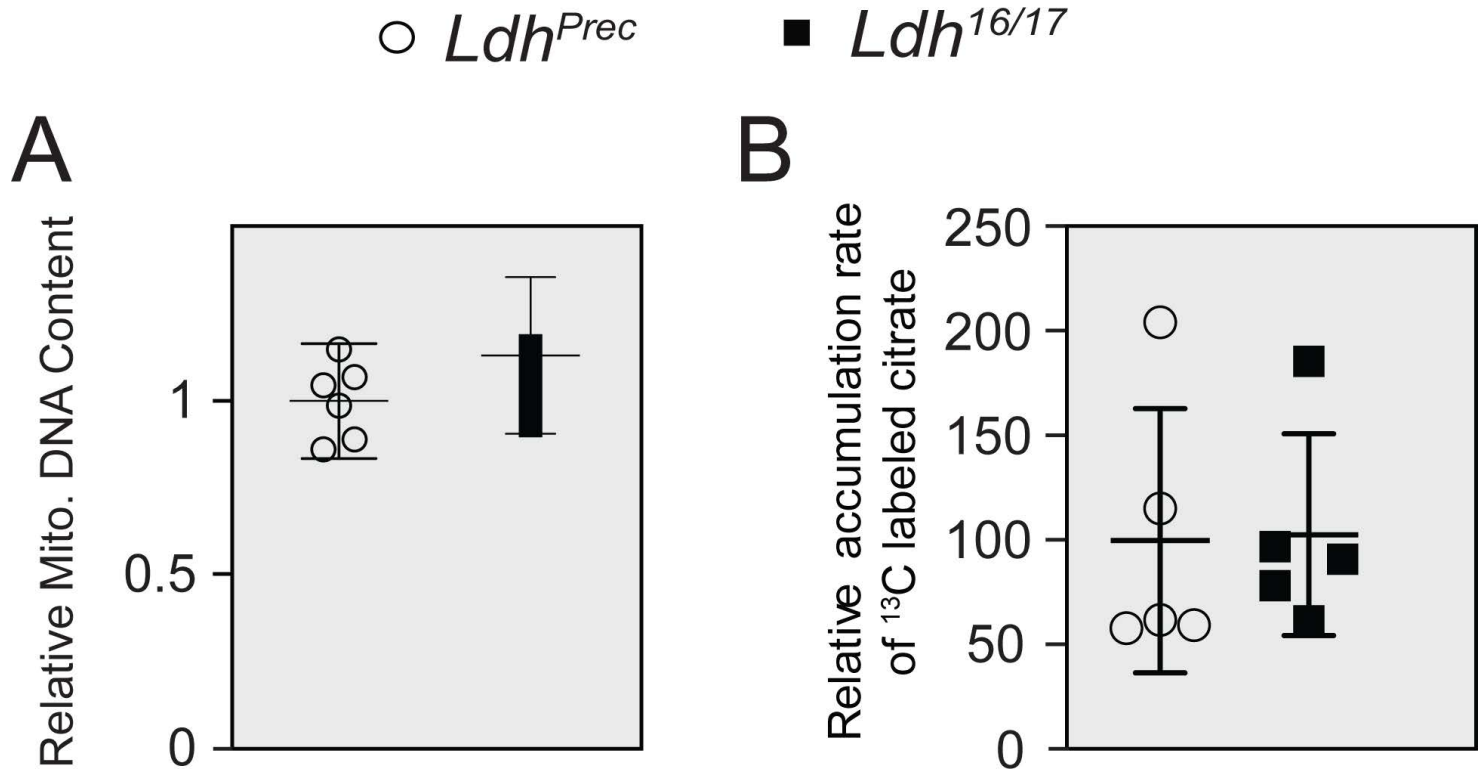 Ldh^Prec Ldh^16/17
A
B
Relative Mito. DNA Content
1
0.5
0
Relative accumulation rate
of ¹³C labeled citrate
250
200
150
100
50
0